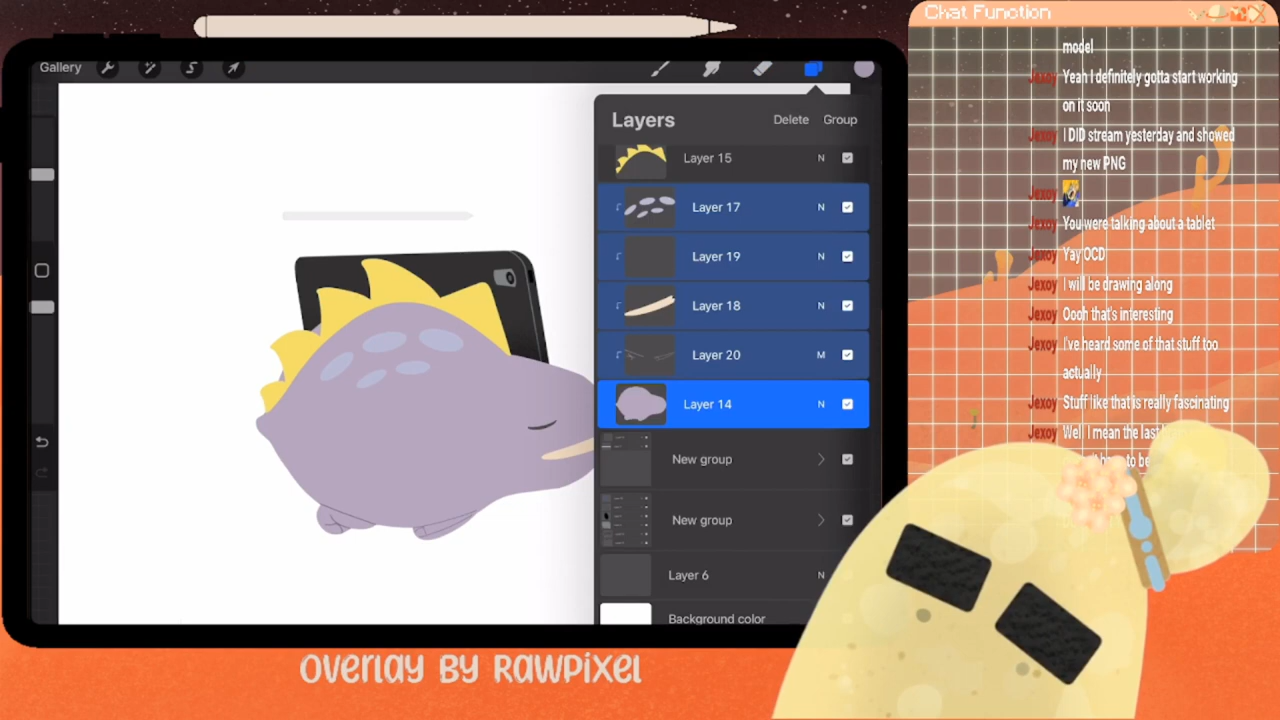 Chat Function
Gallery
Layers
Delete
Group
Layer 15
N
Layer 17
N
Layer 19
N
Layer 18
N
Layer 20
M
Layer 14
N
New group
New group
Layer 6
N
Background color
model
Jexoy Yeah I definitely gotta start working
on it soon
Jexoy I DID stream yesterday and showed
my new PNG
Jexoy
Jexoy You were talking about a tablet
Jexoy Yay OCD
Jexoy I will be drawing along
Jexoy Oooh that's interesting
Jexoy I've heard some of that stuff too
actually
Jexoy Stuff like that is really fascinating
Jexoy Well I mean the last
to be
Overlay by Rawpixel